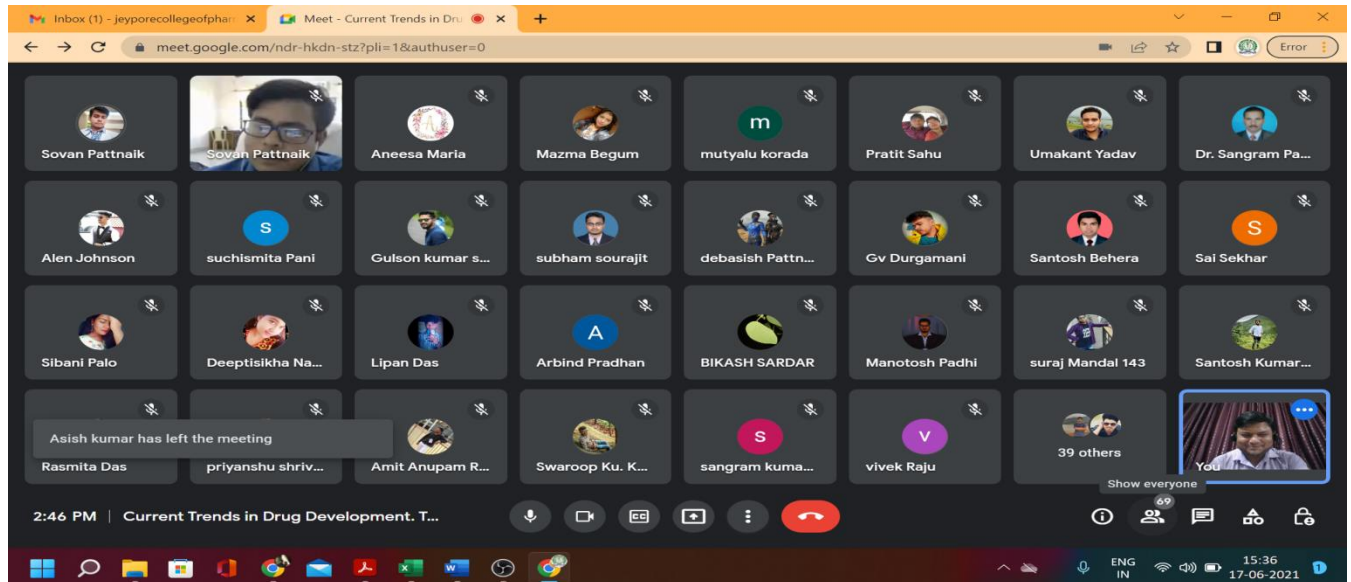 Inbox (1) - jeyporecollegeofphar
Meet - Current Trends in Dru
meet.google.com/ndr-hkdn-stz?pli=1&authuser=0
Error
Sovan Pattnaik
Sovan Pattnaik
Aneesa Maria
Mazma Begum
m
mutyalu korada
Pratit Sahu
Umakant Yadav
Dr. Sangram Pa...
Alen Johnson
S
suchismita Pani
Gulson kumar s...
subham sourajit
debasish Pattn...
Gv Durgamani
Santosh Behera
S
Sai Sekhar
Sibani Palo
Deeptisikha Na...
Lipan Das
A
Arbind Pradhan
BIKASH SARDAR
Manotosh Padhi
suraj Mandal 143
Santosh Kumar...
Asish kumar has left the meeting
Rasmita Das
priyanshu shriv...
Amit Anupam R...
Swaroop Ku. K...
s
sangram kuma...
V
vivek Raju
39 others
You
Show everyone
69
2:46 PM | Current Trends in Drug Development. T...
CC
ENG
IN
15:36
17-06-2021
1